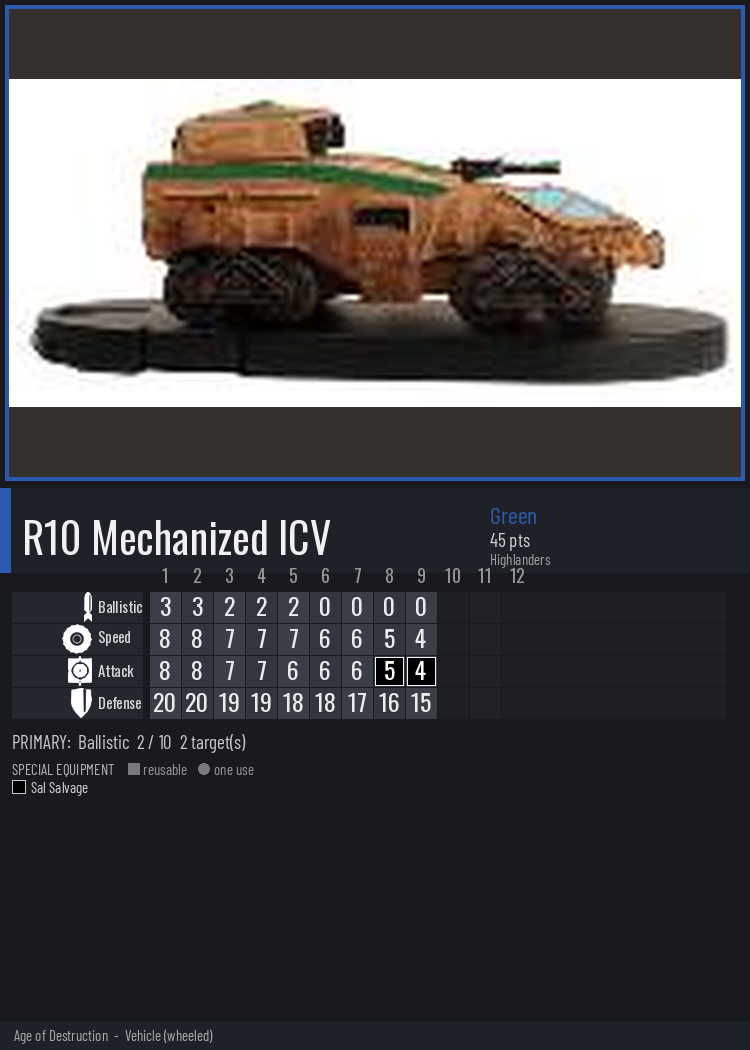 R10 Mechanized ICV
Green
45 pts
Highlanders
1 2 3 4 5 6 7 8 9 10 11 12
Ballistic 3 3 2 2 2 0 0 0 0
Speed 8 8 7 7 7 6 6 5 4
Attack 8 8 7 7 6 6 6 5 4
Defense 20 20 19 19 18 18 17 16 15
PRIMARY: Ballistic 2 / 10 2 target(s)
SPECIAL EQUIPMENT reusable one use
Sal Salvage
Age of Destruction - Vehicle (wheeled)